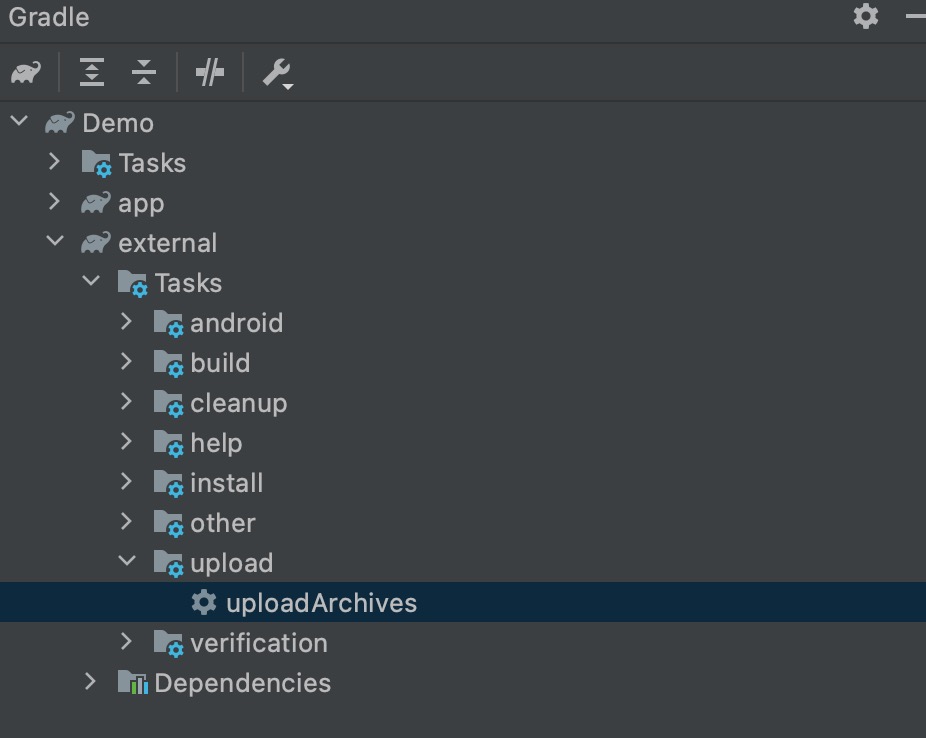 Gradle
Demo
Tasks
app
external
Tasks
android
build
cleanup
help
install
other
upload
uploadArchives
verification
Dependencies